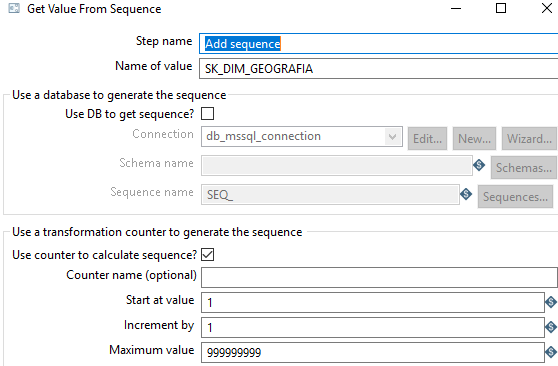 Get Value From Sequence
Step name Add sequence
Name of value SK_DIM_GEOGRAFIA
Use a database to generate the sequence
Use DB to get sequence?
Connection db_mssql_connection Edit... New... Wizard...
Schema name Schemas...
Sequence name SEQ_ Sequences...
Use a transformation counter to generate the sequence
Use counter to calculate sequence?
Counter name (optional)
Start at value 1
Increment by 1
Maximum value 999999999